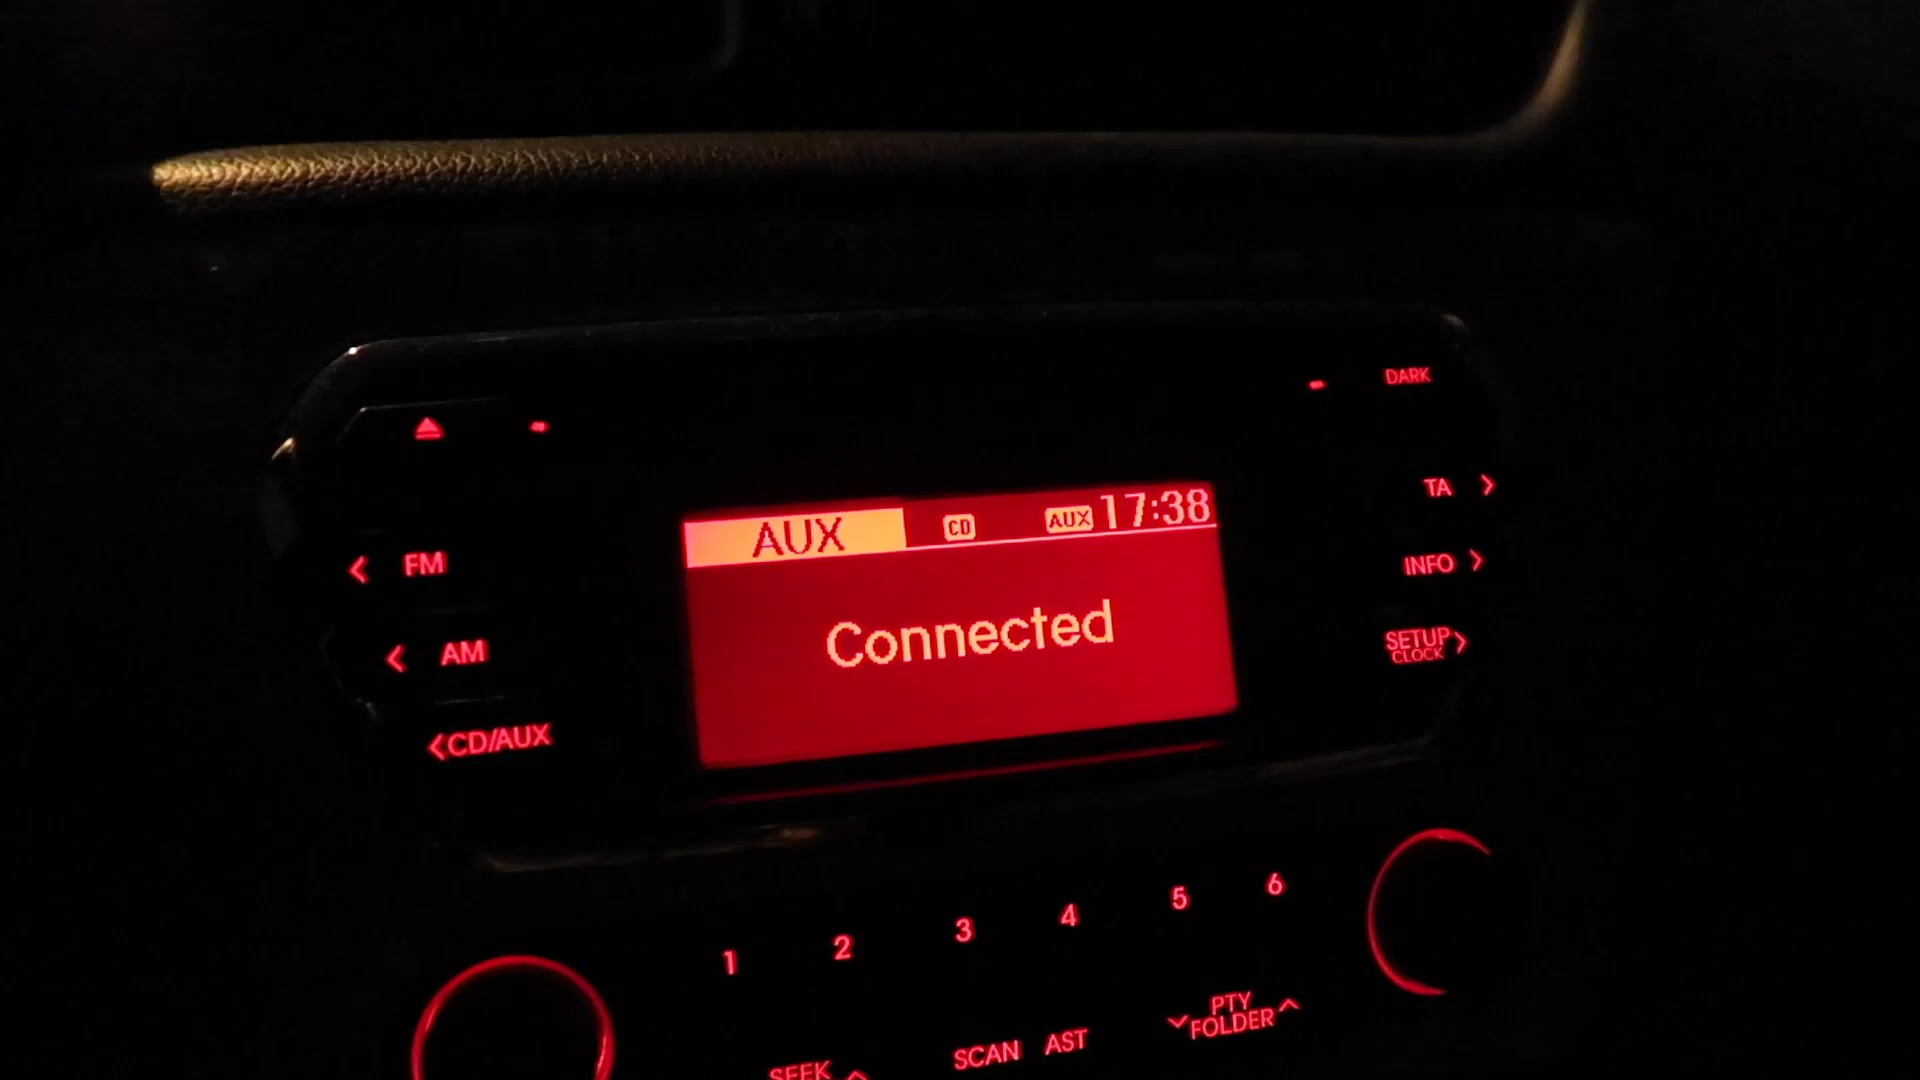 DARK
AUX CD AUX 17:38
TA
FM
INFO
Connected
AM
SETUP
CLOCK
CD/AUX
1 2 3 4 5 6
PTY
FOLDER
SEEK
SCAN AST